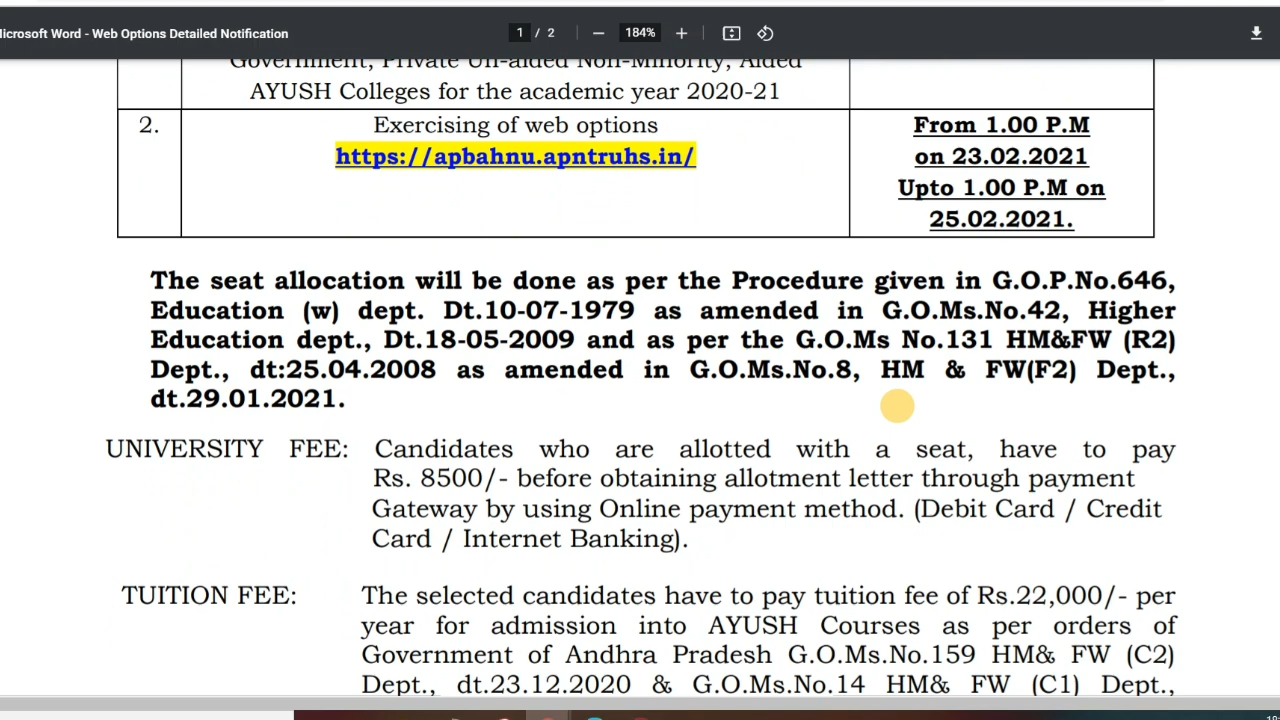 Microsoft Word - Web Options Detailed Notification
1 / 2
184%
Government, Private Un-aided Non-Minority, Aided
AYUSH Colleges for the academic year 2020-21
2.
Exercising of web options
https://apbahnu.apntruhs.in/
From 1.00 P.M
on 23.02.2021
Upto 1.00 P.M on
25.02.2021.
The seat allocation will be done as per the Procedure given in G.O.P.No.646,
Education (w) dept. Dt.10-07-1979 as amended in G.O.Ms.No.42, Higher
Education dept., Dt.18-05-2009 and as per the G.O.Ms No.131 HM&FW (R2)
Dept., dt:25.04.2008 as amended in G.O.Ms.No.8, HM & FW(F2) Dept.,
dt.29.01.2021.
UNIVERSITY FEE: Candidates who are allotted with a seat, have to pay
Rs. 8500/- before obtaining allotment letter through payment
Gateway by using Online payment method. (Debit Card / Credit
Card / Internet Banking).
TUITION FEE: The selected candidates have to pay tuition fee of Rs.22,000/- per
year for admission into AYUSH Courses as per orders of
Government of Andhra Pradesh G.O.Ms.No.159 HM& FW (C2)
Dept., dt.23.12.2020 & G.O.Ms.No.14 HM& FW (C1) Dept.,